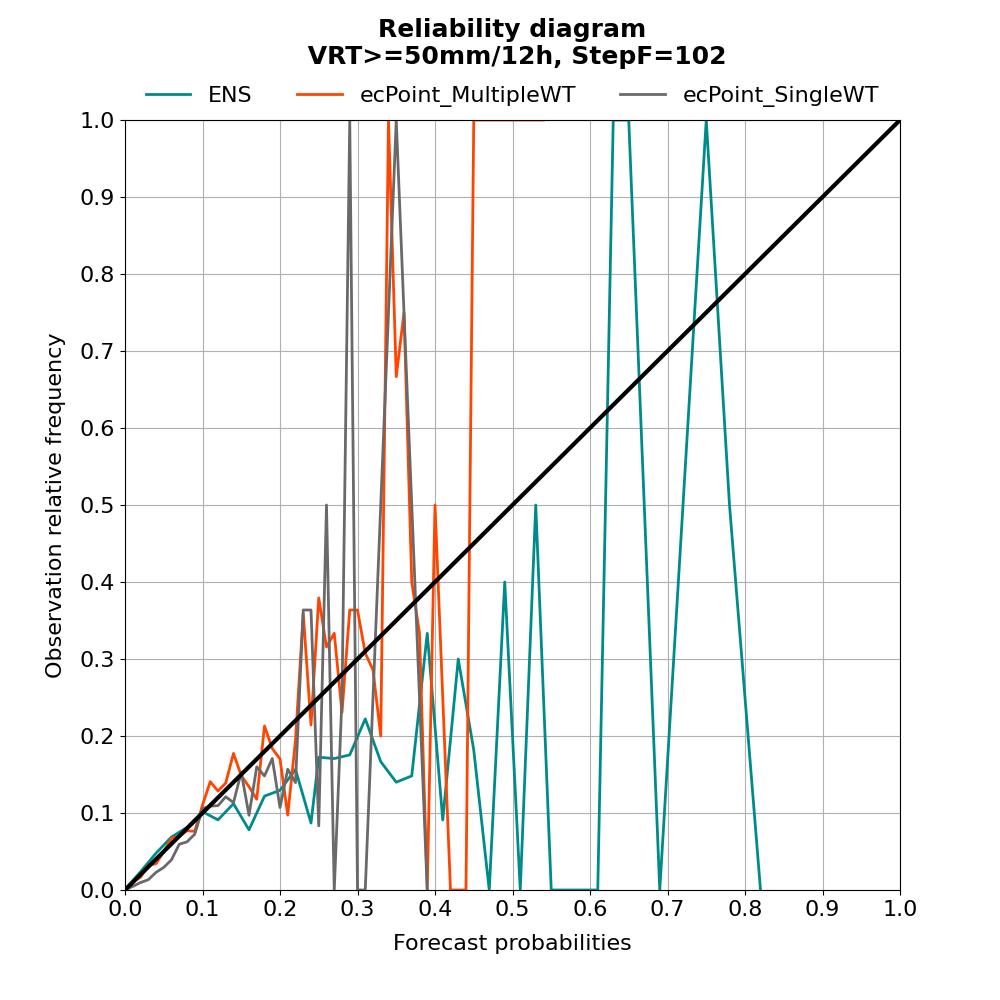 Reliability diagram
VRT>=50mm/12h, StepF=102
ENS ecPoint_MultipleWT ecPoint_SingleWT
1.0
0.9
0.8
0.7
0.6
0.5
0.4
0.3
0.2
0.1
0.0
Observation relative frequency
0.0 0.1 0.2 0.3 0.4 0.5 0.6 0.7 0.8 0.9 1.0
Forecast probabilities